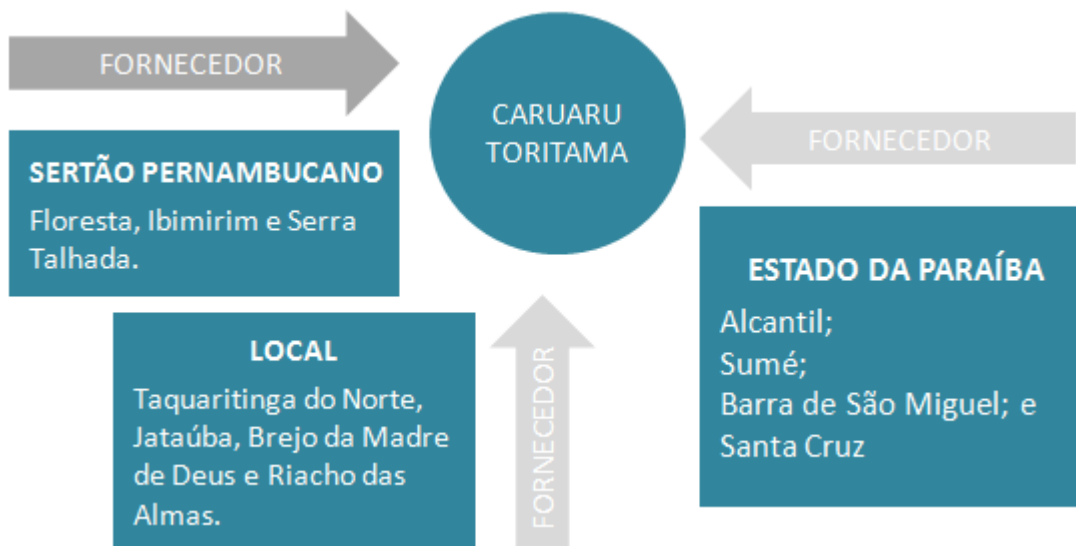 FORNECEDOR
CARUARU
TORITAMA
FORNECEDOR
SERTÃO PERNAMBUCANO
Floresta, Ibimirim e Serra
Talhada.
ESTADO DA PARAÍBA
Alcantil;
Sumé;
Barra de São Miguel; e
Santa Cruz
LOCAL
Taquaritinga do Norte,
Jataúba, Brejo da Madre
de Deus e Riacho das
Almas.
FORNECEDOR